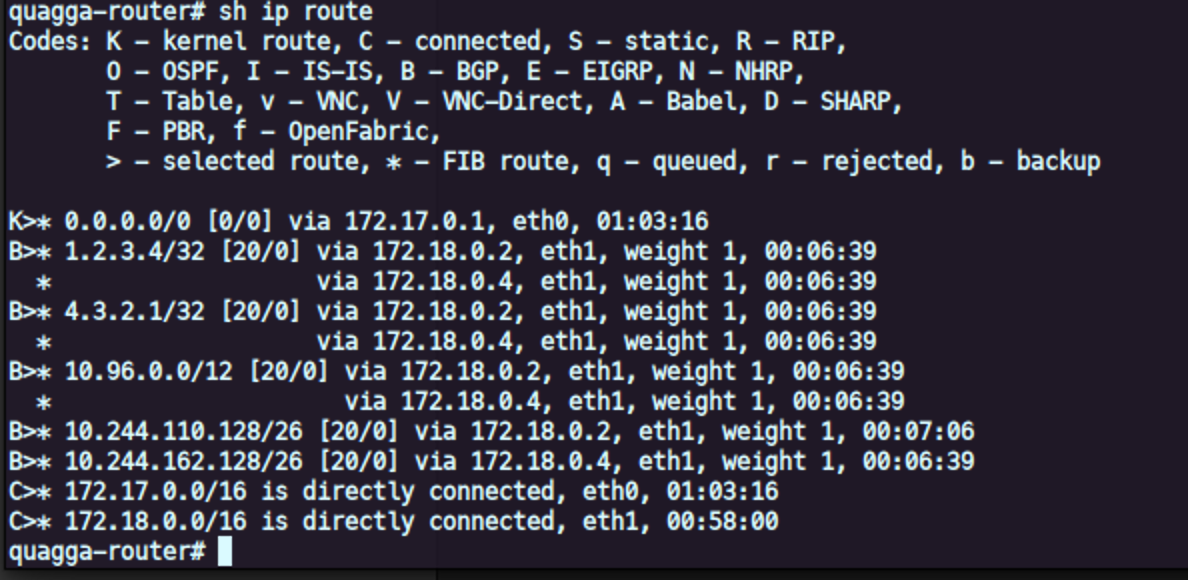 quagga-router# sh ip route
Codes: K - kernel route, C - connected, S - static, R - RIP,
       O - OSPF, I - IS-IS, B - BGP, E - EIGRP, N - NHRP,
       T - Table, v - VNC, V - VNC-Direct, A - Babel, D - SHARP,
       F - PBR, f - OpenFabric,
       > - selected route, * - FIB route, q - queued, r - rejected, b - backup

K>* 0.0.0.0/0 [0/0] via 172.17.0.1, eth0, 01:03:16
B>* 1.2.3.4/32 [20/0] via 172.18.0.2, eth1, weight 1, 00:06:39
  *                   via 172.18.0.4, eth1, weight 1, 00:06:39
B>* 4.3.2.1/32 [20/0] via 172.18.0.2, eth1, weight 1, 00:06:39
  *                   via 172.18.0.4, eth1, weight 1, 00:06:39
B>* 10.96.0.0/12 [20/0] via 172.18.0.2, eth1, weight 1, 00:06:39
  *                     via 172.18.0.4, eth1, weight 1, 00:06:39
B>* 10.244.110.128/26 [20/0] via 172.18.0.2, eth1, weight 1, 00:07:06
B>* 10.244.162.128/26 [20/0] via 172.18.0.4, eth1, weight 1, 00:06:39
C>* 172.17.0.0/16 is directly connected, eth0, 01:03:16
C>* 172.18.0.0/16 is directly connected, eth1, 00:58:00
quagga-router#